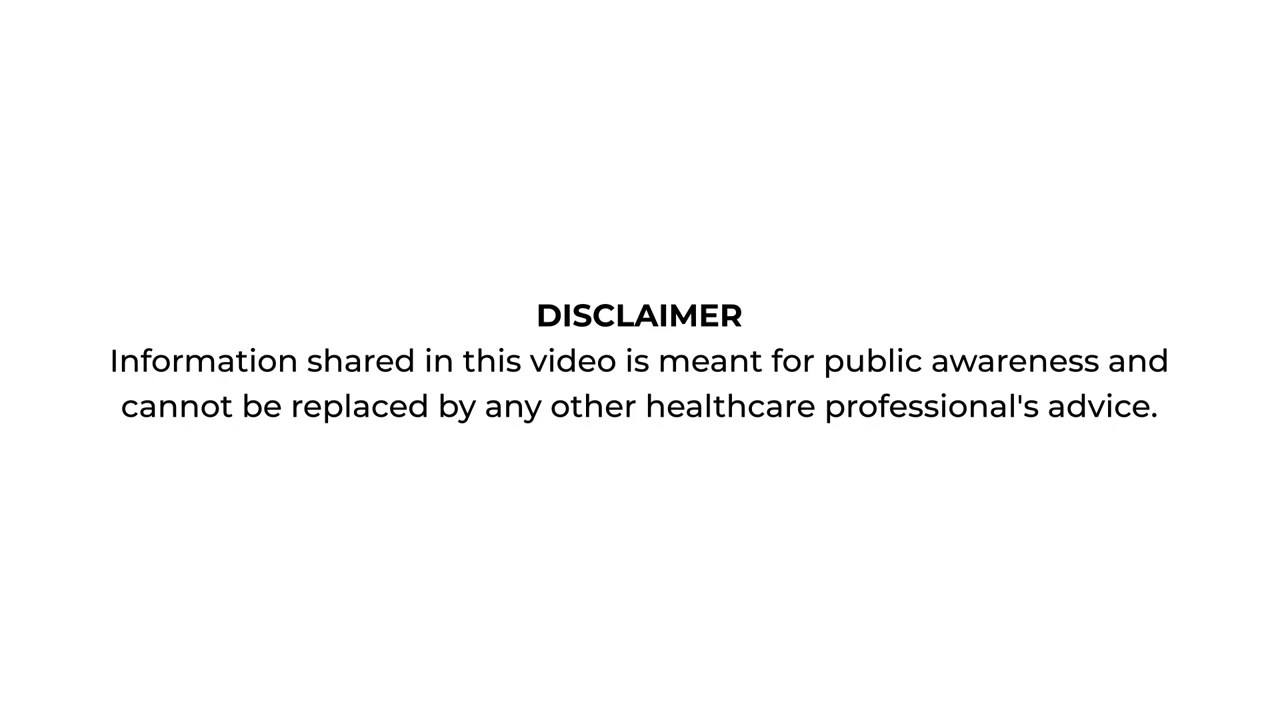 DISCLAIMER
Information shared in this video is meant for public awareness and
cannot be replaced by any other healthcare professional's advice.